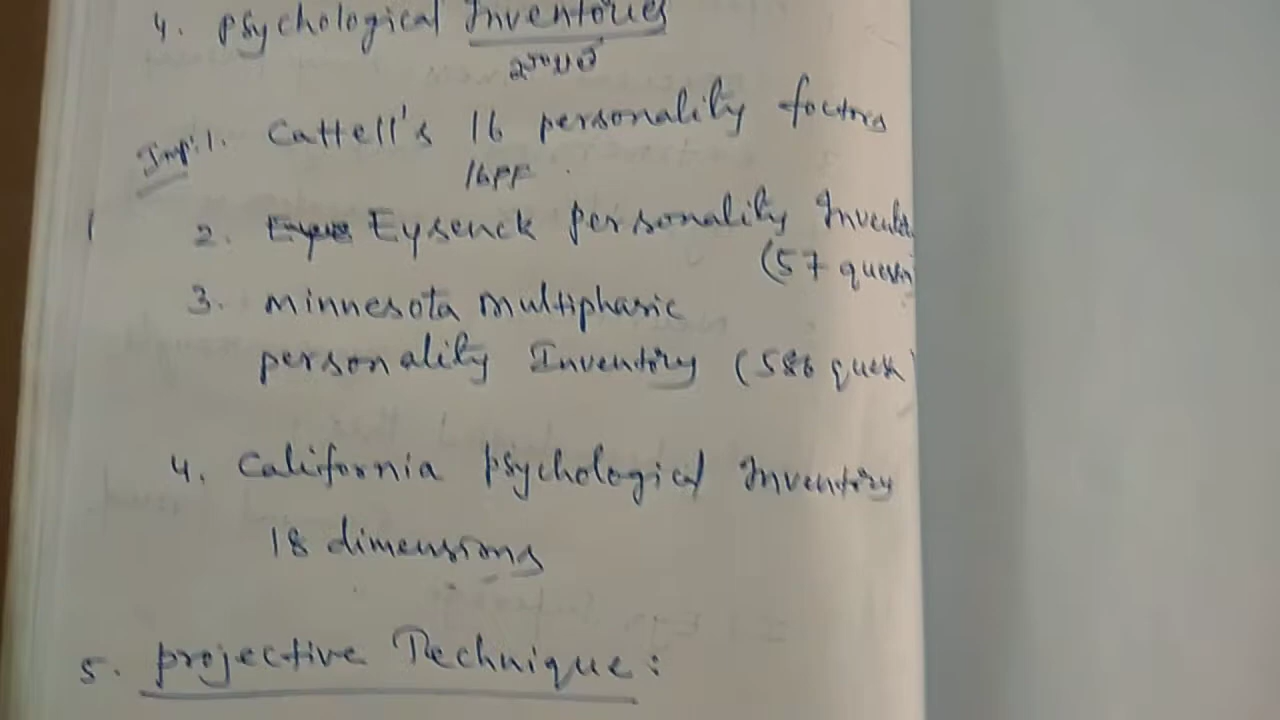 4. Psychological Inventories
Imp: 1. Cattell's 16 personality factors
16PF
2. Eysenck personality
(57
3. Minnesota multiphasic
personality Inventory (586
4. California psychological Inventory
18 dimensions
5. projective Technique: